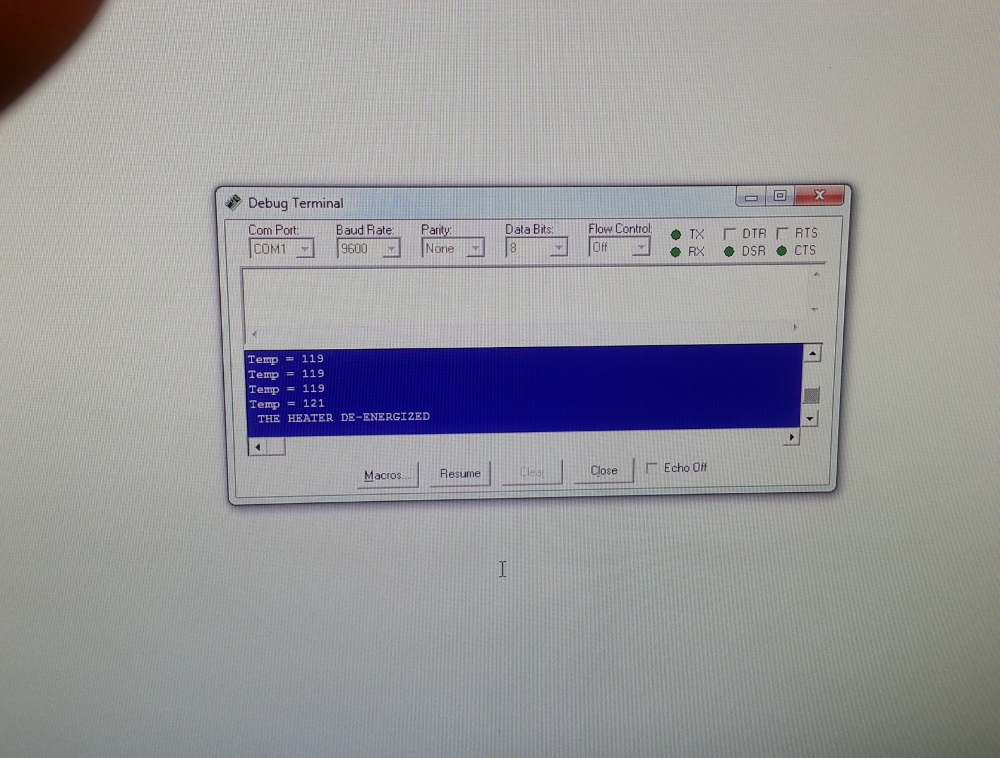 Debug Terminal
Com Port: Baud Rate: Parity: Data Bits: Flow Control: TX DTR RTS
COM1 9600 None 8 Off RX DSR CTS
Temp = 119
Temp = 119
Temp = 119
Temp = 121
THE HEATER DE-ENERGIZED
Macros... Resume Clear Close Echo Off